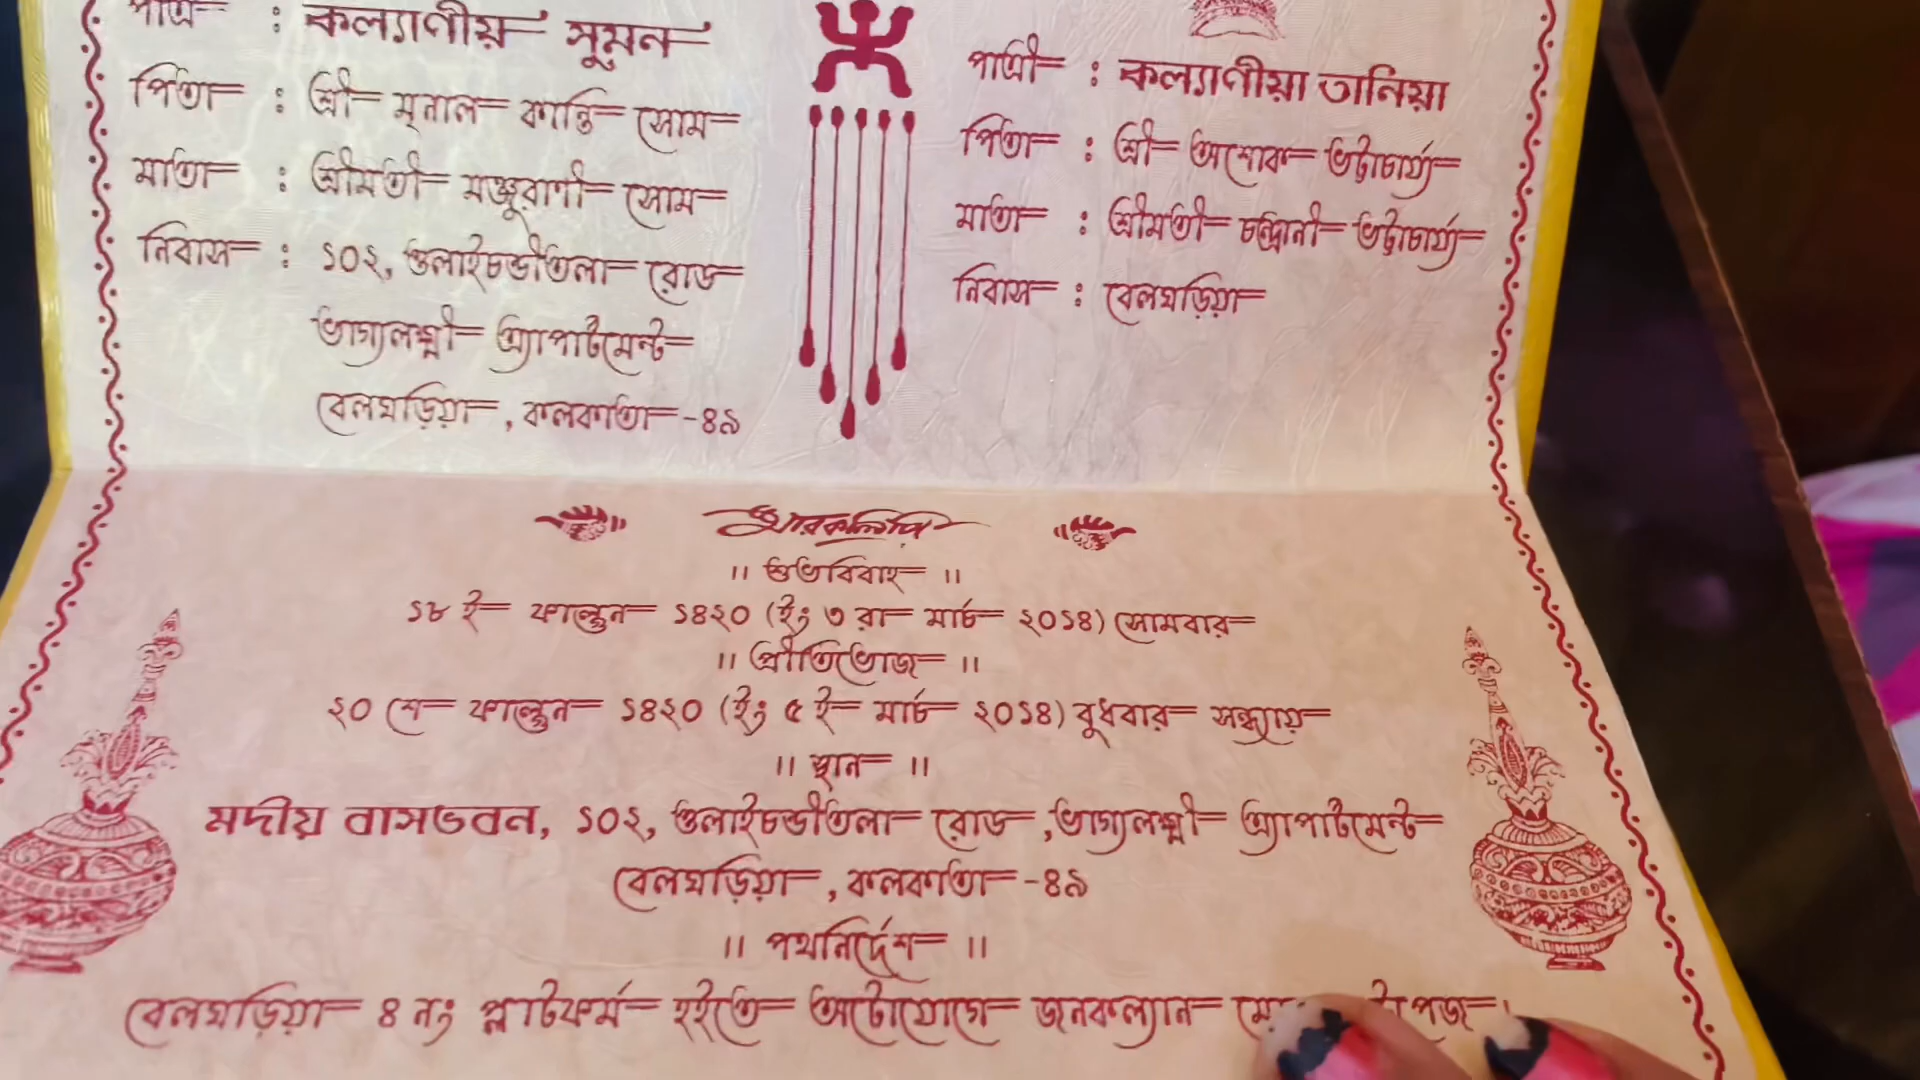 পাত্র : কল্যাণীয় সুমন
পিতা : শ্রী মৃনাল কান্তি সোম
মাতা : শ্রীমতী মঞ্জুরাণী সোম
নিবাস : ১০২, গুলাইচন্ডীতলা রোড
ভাগ্যলক্ষ্মী অ্যাপার্টমেন্ট
বেলঘড়িয়া, কলকাতা-৪৯
পাত্রী : কল্যাণীয়া তানিয়া
পিতা : শ্রী অশোক ভট্টাচার্য্য
মাতা : শ্রীমতী চন্দ্রানী ভট্টাচার্য্য
নিবাস : বেলঘড়িয়া
স্মারকলিপি
।। শুভবিবাহ ।।
১৮ ই ফাল্গুন ১৪২০ (ইং ৩ রা মার্চ ২০১৪) সোমবার
।। প্রীতিভোজ ।।
২০ শে ফাল্গুন ১৪২০ (ইং ৫ ই মার্চ ২০১৪) বুধবার সন্ধ্যায়
।। স্থান ।।
মদীয় বাসভবন, ১০২, গুলাইচন্ডীতলা রোড, ভাগ্যলক্ষ্মী অ্যাপার্টমেন্ট
বেলঘড়িয়া, কলকাতা-৪৯
।। পথনির্দেশ ।।
বেলঘড়িয়া ৪ নং প্লাটফর্ম হইতে অটোযোগে জনকল্যান